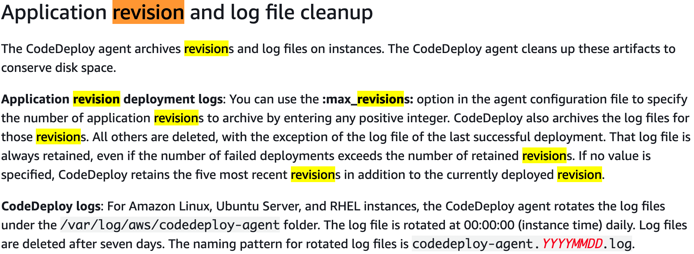 Application revision and log file cleanup
The CodeDeploy agent archives revisions and log files on instances. The CodeDeploy agent cleans up these artifacts to
conserve disk space.
Application revision deployment logs: You can use the :max_revisions: option in the agent configuration file to specify
the number of application revisions to archive by entering any positive integer. CodeDeploy also archives the log files for
those revisions. All others are deleted, with the exception of the log file of the last successful deployment. That log file is
always retained, even if the number of failed deployments exceeds the number of retained revisions. If no value is
specified, CodeDeploy retains the five most recent revisions in addition to the currently deployed revision.
CodeDeploy logs: For Amazon Linux, Ubuntu Server, and RHEL instances, the CodeDeploy agent rotates the log files
under the /var/log/aws/codedeploy-agent folder. The log file is rotated at 00:00:00 (instance time) daily. Log files
are deleted after seven days. The naming pattern for rotated log files is codedeploy-agent.YYYYMMDD.log.